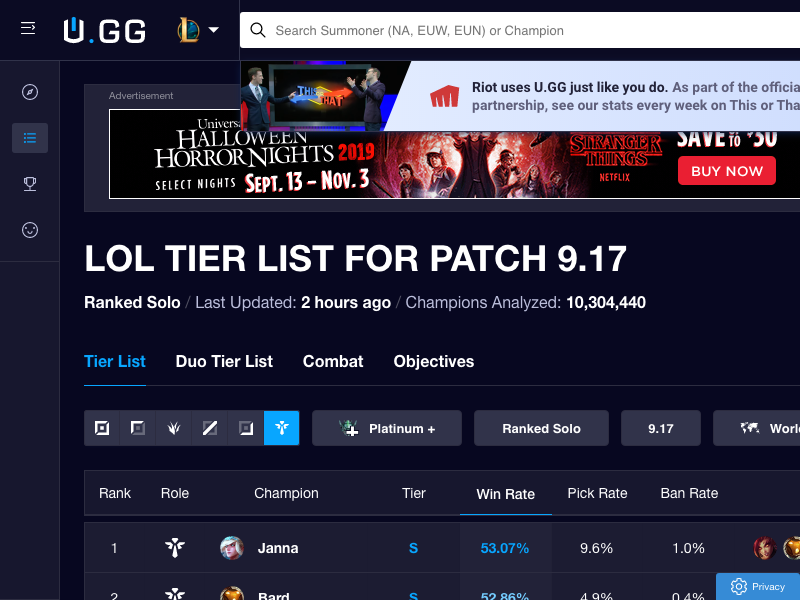 U.GG
Search Summoner (NA, EUW, EUN) or Champion
THIS
THAT
Riot uses U.GG just like you do. As part of the officia
partnership, see our stats every week on This or Tha
Advertisement
Univers
HALLOWEEN
HORROR NIGHTS 2019
SELECT NIGHTS SEPT. 13 – NOV. 3
STRANGER
THINGS
NETFLIX
SAVE UP TO $30
BUY NOW
LOL TIER LIST FOR PATCH 9.17
Ranked Solo / Last Updated: 2 hours ago / Champions Analyzed: 10,304,440
Tier List Duo Tier List Combat Objectives
Platinum + Ranked Solo 9.17 Worl
Rank Role Champion Tier Win Rate Pick Rate Ban Rate
1 Janna S 53.07% 9.6% 1.0%
2 Bard S 52.86% 4.9% 0.4%
Privacy